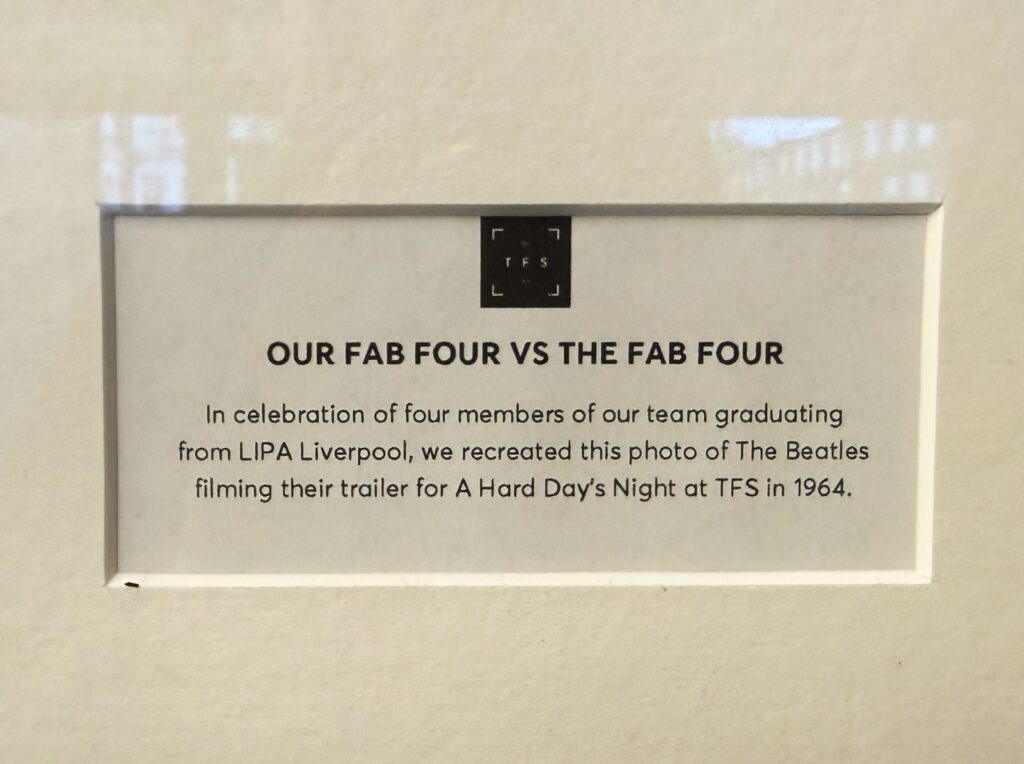 TFS
OUR FAB FOUR VS THE FAB FOUR
In celebration of four members of our team graduating
from LIPA Liverpool, we recreated this photo of The Beatles
filming their trailer for A Hard Day's Night at TFS in 1964.